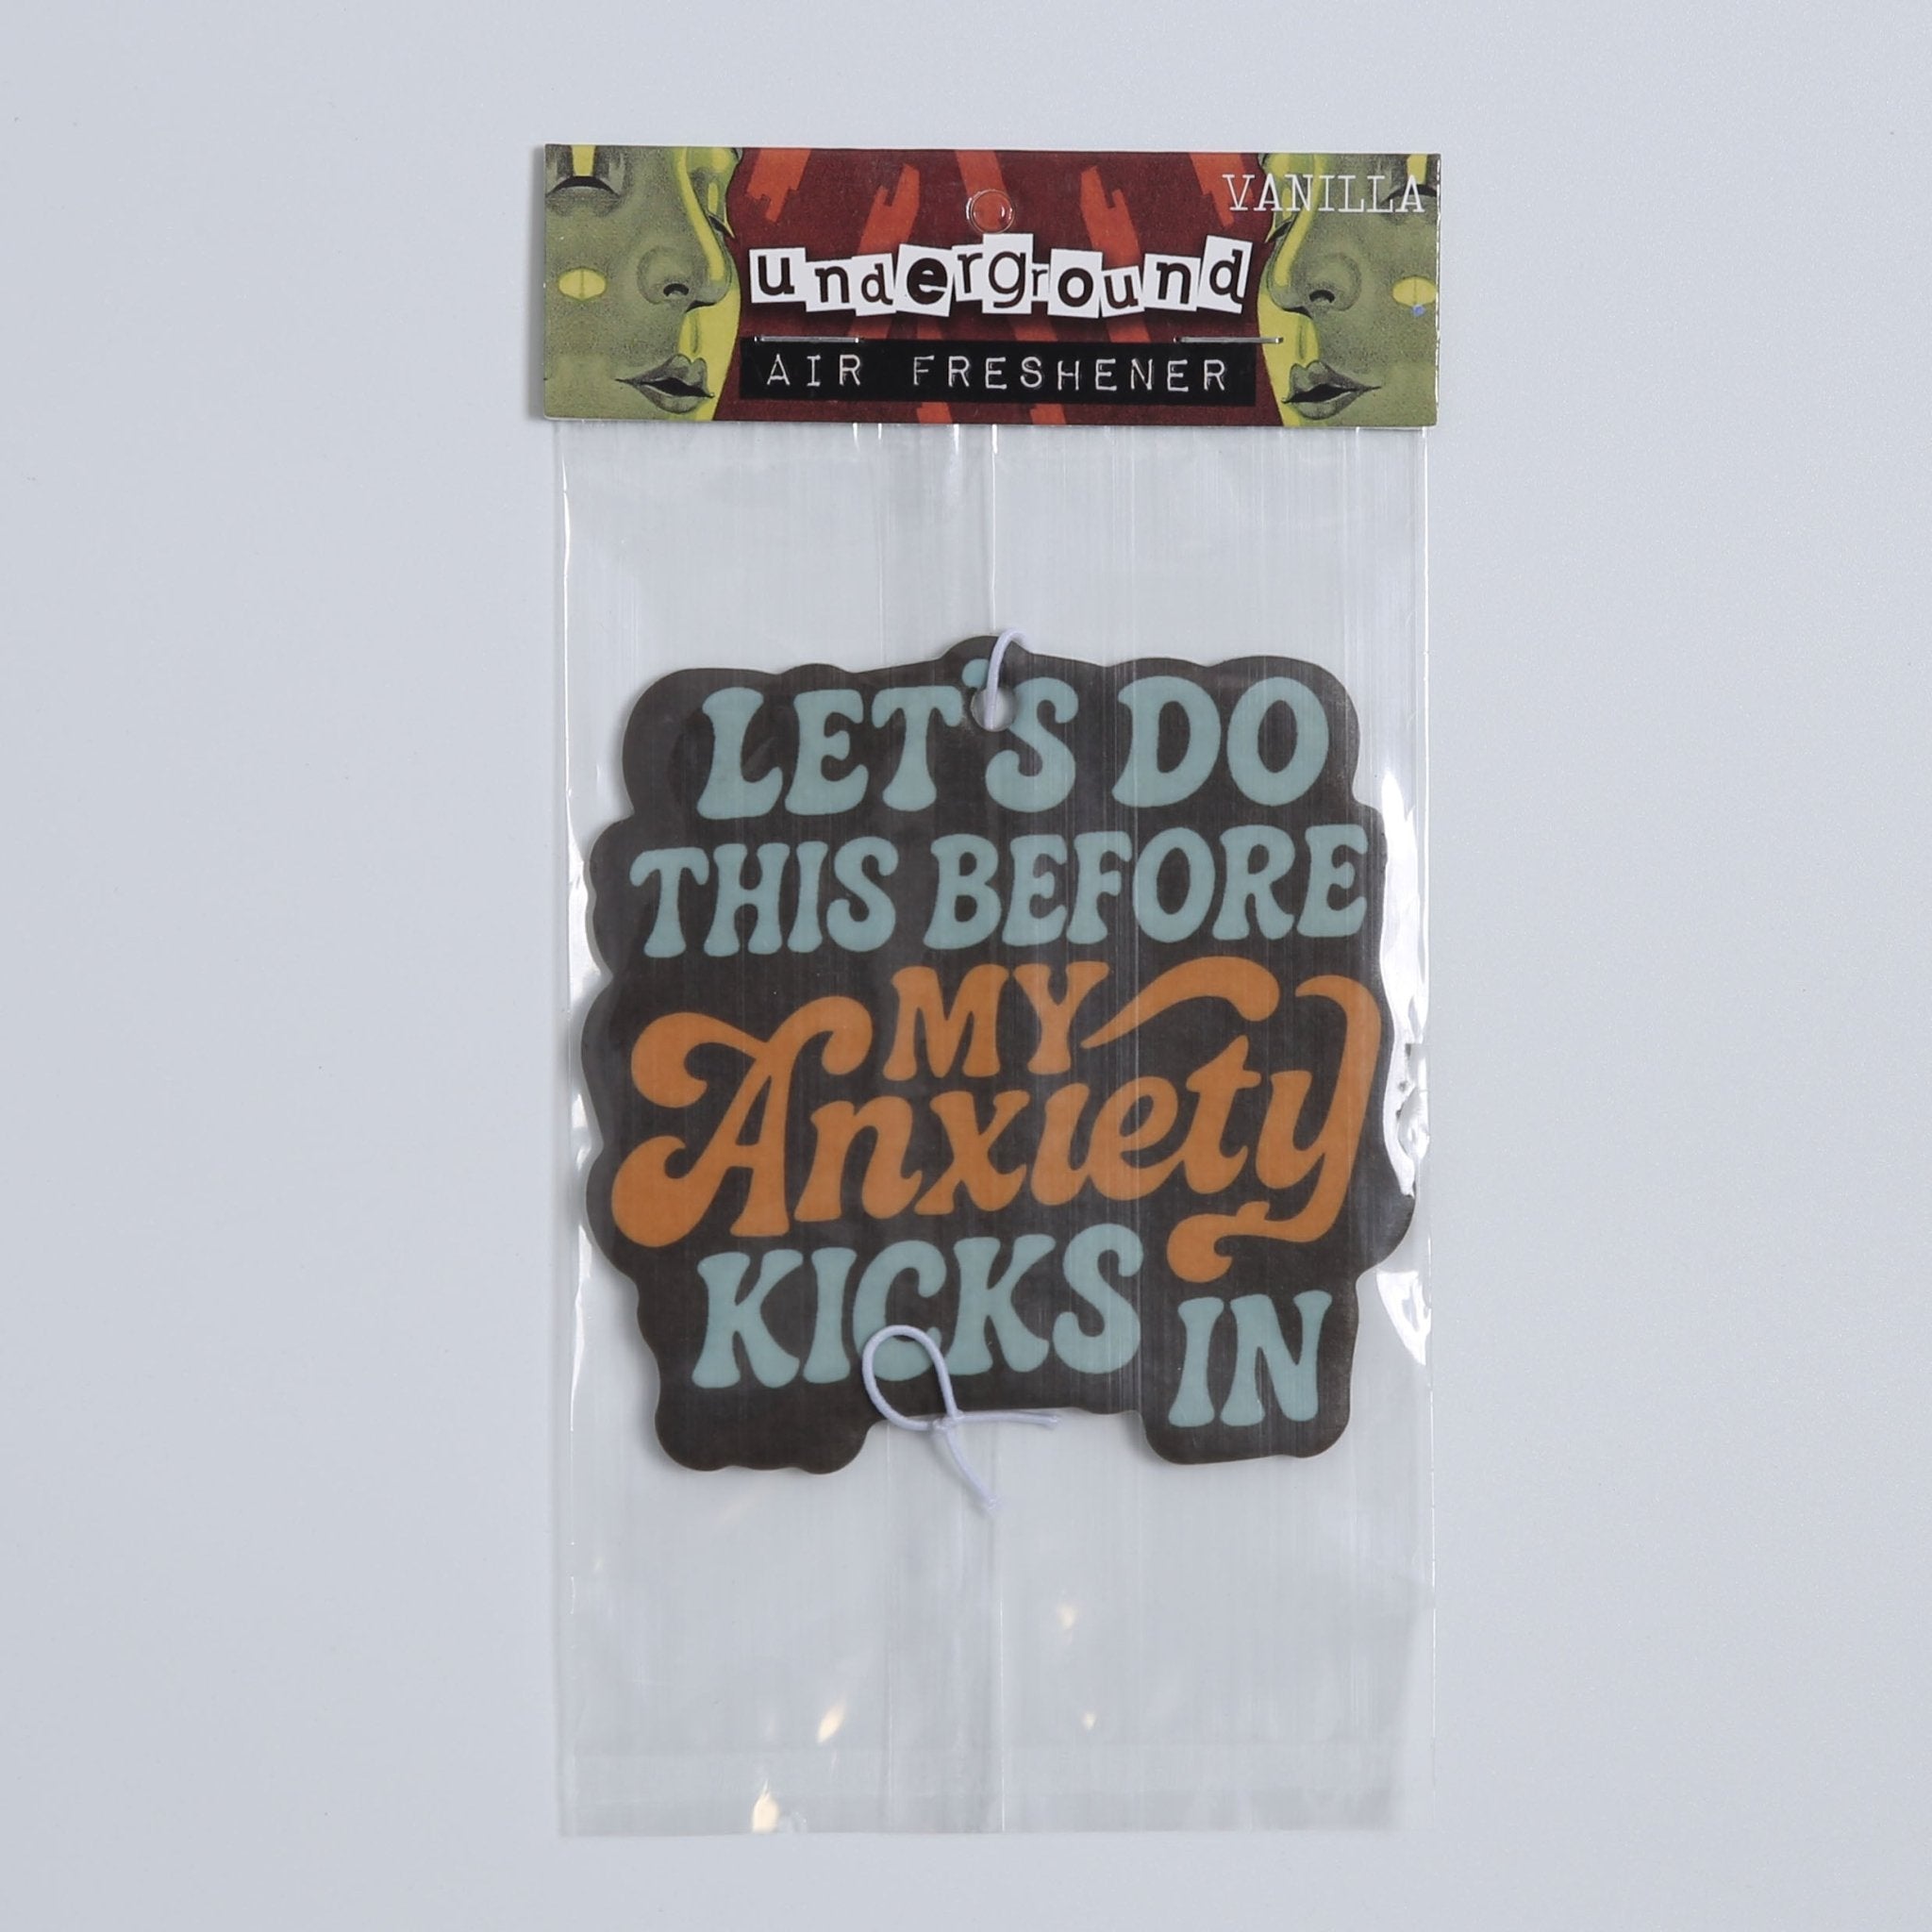 VANILLA
underground
AIR FRESHENER
LET'S DO
THIS BEFORE
MY
Anxiety
KICKS
IN